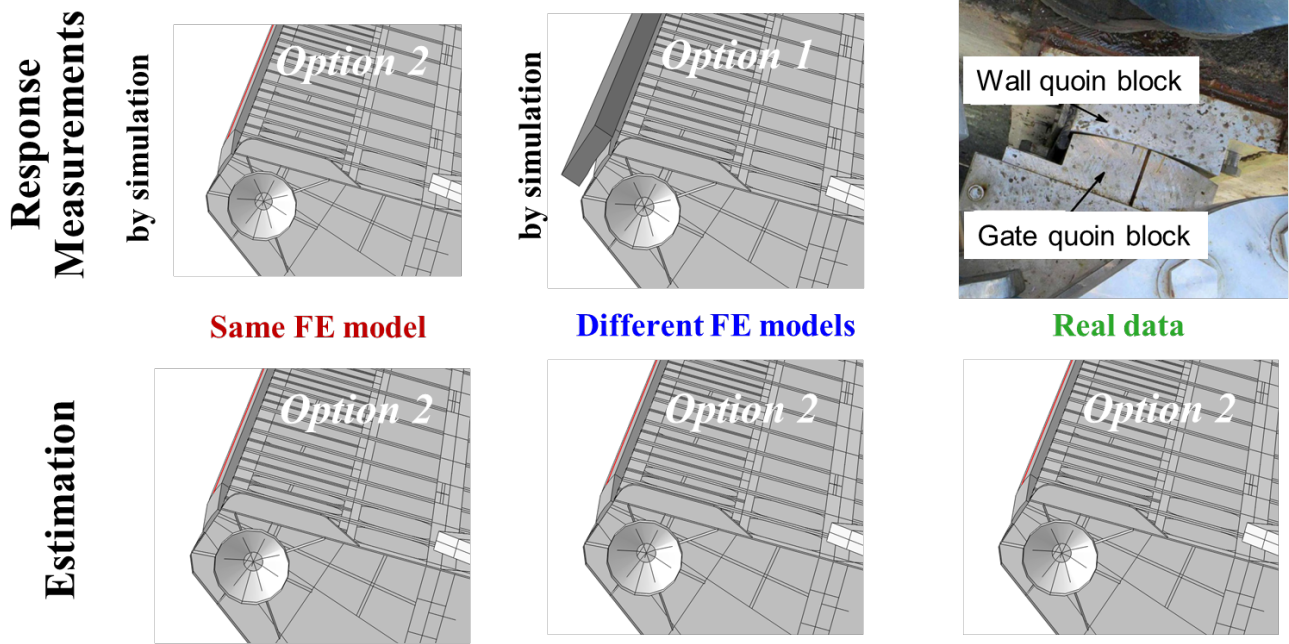 Response
Measurements
by simulation
Option 2
by simulation
Option 1
Wall quoin block
Gate quoin block
Same FE model
Different FE models
Real data
Estimation
Option 2
Option 2
Option 2